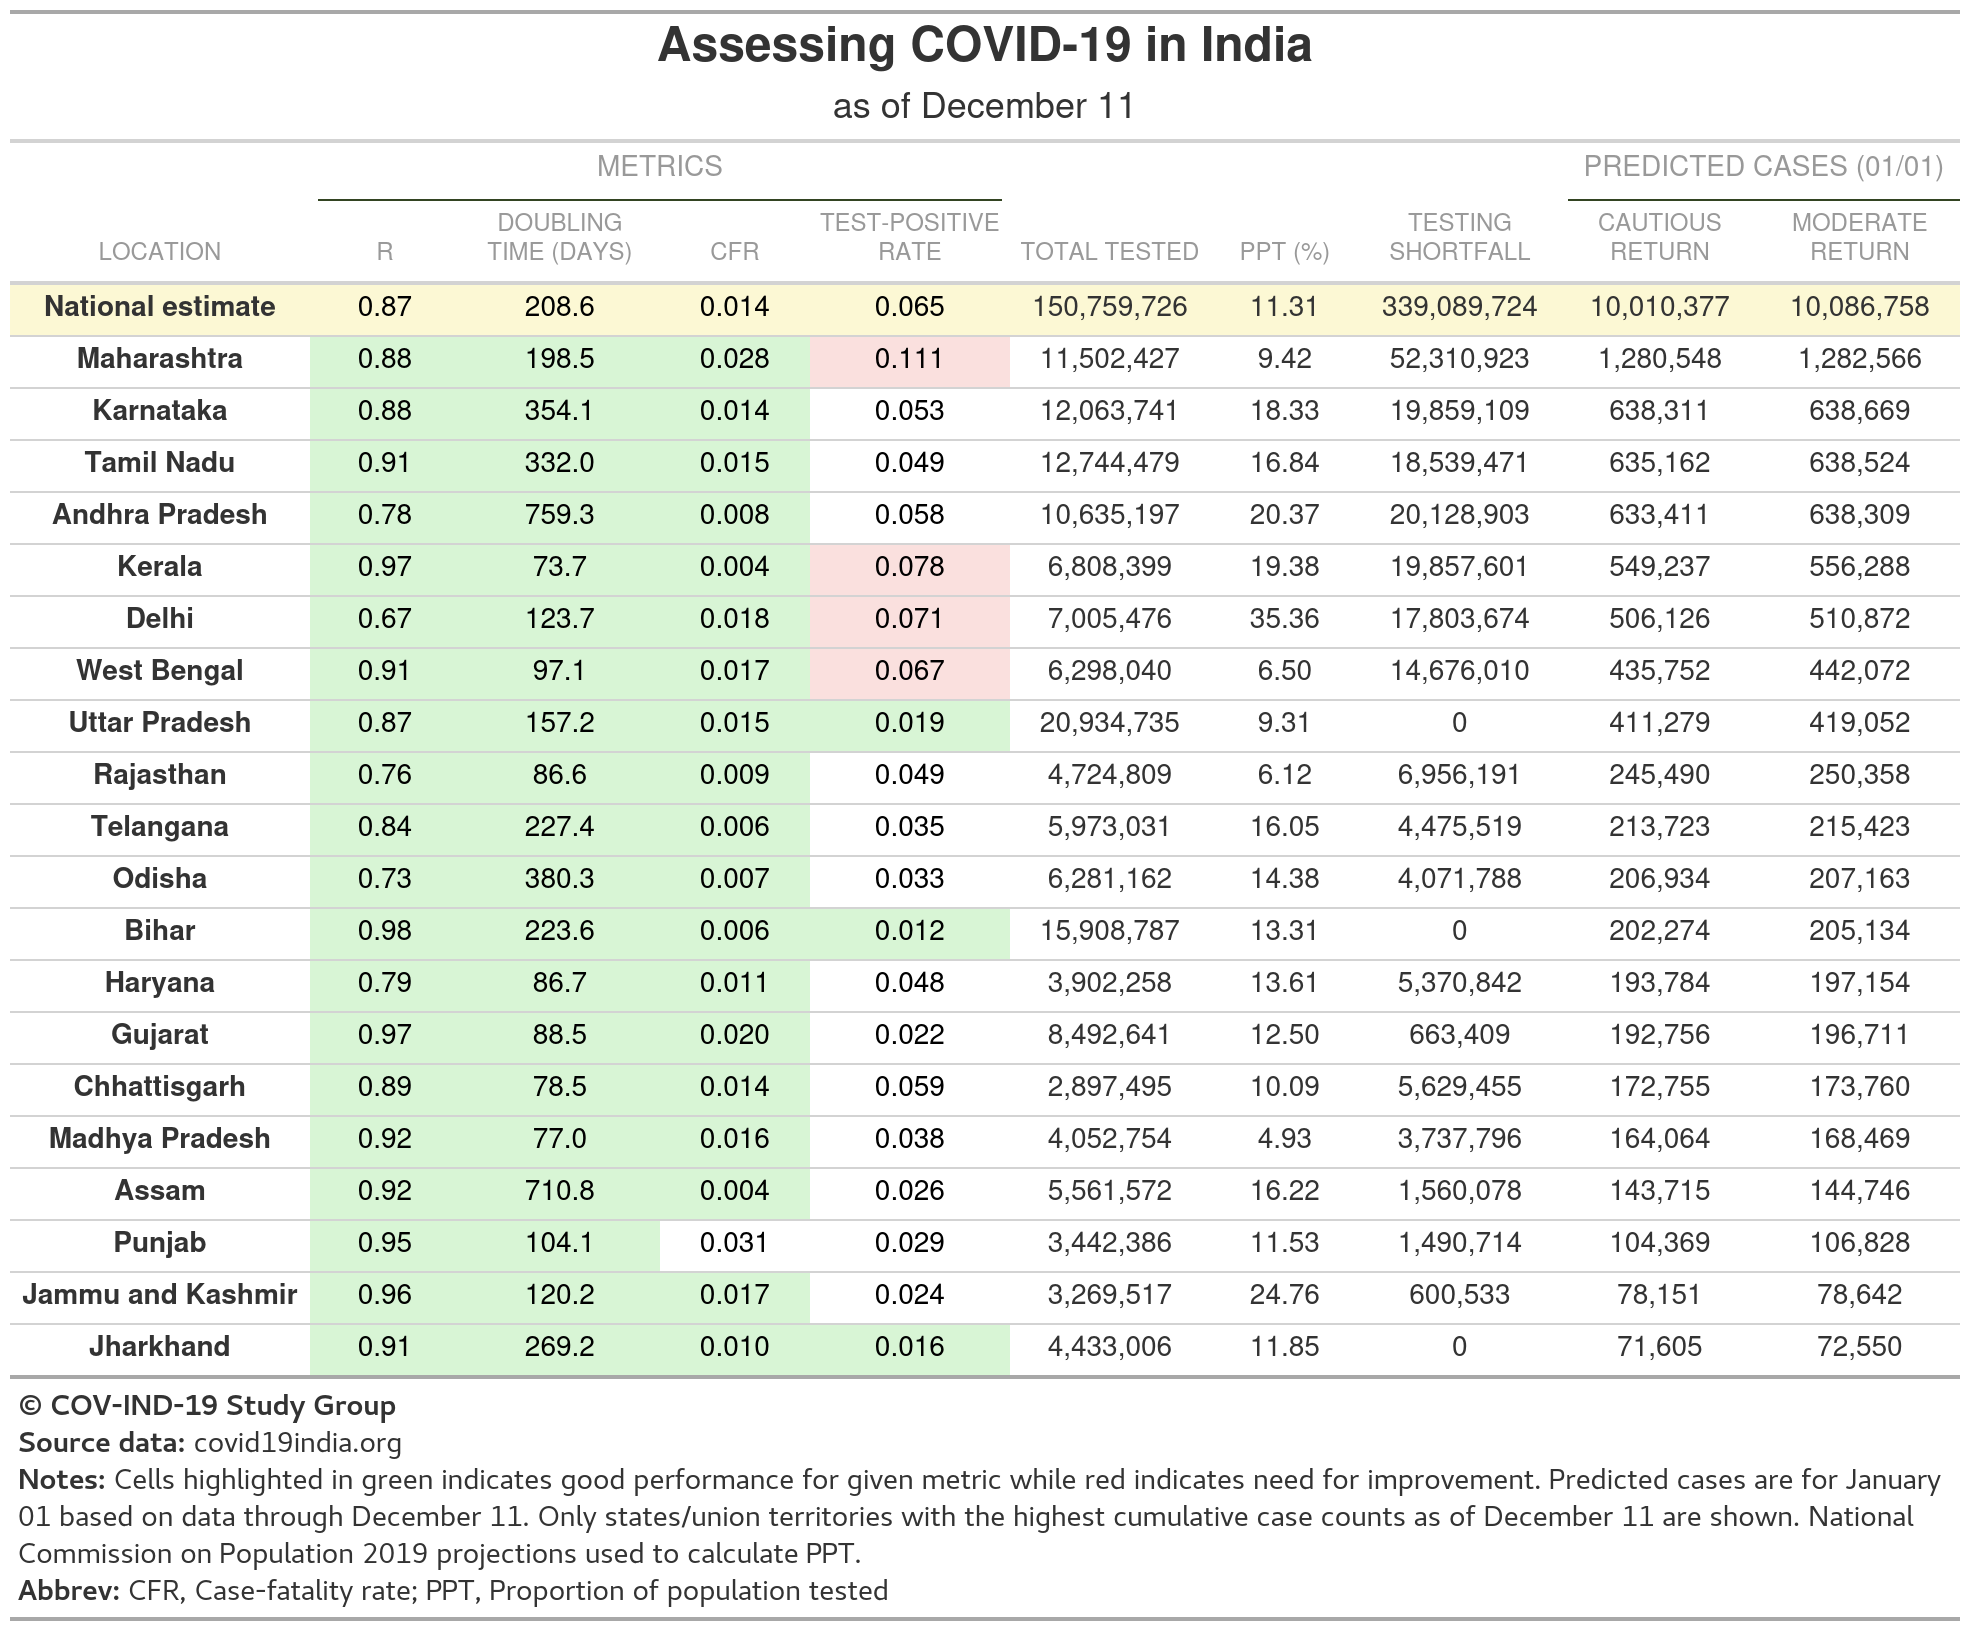 Assessing COVID-19 in India
as of December 11
METRICS PREDICTED CASES (01/01)
LOCATION R DOUBLING TIME (DAYS) CFR TEST-POSITIVE RATE TOTAL TESTED PPT (%) TESTING SHORTFALL CAUTIOUS RETURN MODERATE RETURN
National estimate 0.87 208.6 0.014 0.065 150,759,726 11.31 339,089,724 10,010,377 10,086,758
Maharashtra 0.88 198.5 0.028 0.111 11,502,427 9.42 52,310,923 1,280,548 1,282,566
Karnataka 0.88 354.1 0.014 0.053 12,063,741 18.33 19,859,109 638,311 638,669
Tamil Nadu 0.91 332.0 0.015 0.049 12,744,479 16.84 18,539,471 635,162 638,524
Andhra Pradesh 0.78 759.3 0.008 0.058 10,635,197 20.37 20,128,903 633,411 638,309
Kerala 0.97 73.7 0.004 0.078 6,808,399 19.38 19,857,601 549,237 556,288
Delhi 0.67 123.7 0.018 0.071 7,005,476 35.36 17,803,674 506,126 510,872
West Bengal 0.91 97.1 0.017 0.067 6,298,040 6.50 14,676,010 435,752 442,072
Uttar Pradesh 0.87 157.2 0.015 0.019 20,934,735 9.31 0 411,279 419,052
Rajasthan 0.76 86.6 0.009 0.049 4,724,809 6.12 6,956,191 245,490 250,358
Telangana 0.84 227.4 0.006 0.035 5,973,031 16.05 4,475,519 213,723 215,423
Odisha 0.73 380.3 0.007 0.033 6,281,162 14.38 4,071,788 206,934 207,163
Bihar 0.98 223.6 0.006 0.012 15,908,787 13.31 0 202,274 205,134
Haryana 0.79 86.7 0.011 0.048 3,902,258 13.61 5,370,842 193,784 197,154
Gujarat 0.97 88.5 0.020 0.022 8,492,641 12.50 663,409 192,756 196,711
Chhattisgarh 0.89 78.5 0.014 0.059 2,897,495 10.09 5,629,455 172,755 173,760
Madhya Pradesh 0.92 77.0 0.016 0.038 4,052,754 4.93 3,737,796 164,064 168,469
Assam 0.92 710.8 0.004 0.026 5,561,572 16.22 1,560,078 143,715 144,746
Punjab 0.95 104.1 0.031 0.029 3,442,386 11.53 1,490,714 104,369 106,828
Jammu and Kashmir 0.96 120.2 0.017 0.024 3,269,517 24.76 600,533 78,151 78,642
Jharkhand 0.91 269.2 0.010 0.016 4,433,006 11.85 0 71,605 72,550
© COV-IND-19 Study Group
Source data: covid19india.org
Notes: Cells highlighted in green indicates good performance for given metric while red indicates need for improvement. Predicted cases are for January
01 based on data through December 11. Only states/union territories with the highest cumulative case counts as of December 11 are shown. National
Commission on Population 2019 projections used to calculate PPT.
Abbrev: CFR, Case-fatality rate; PPT, Proportion of population tested